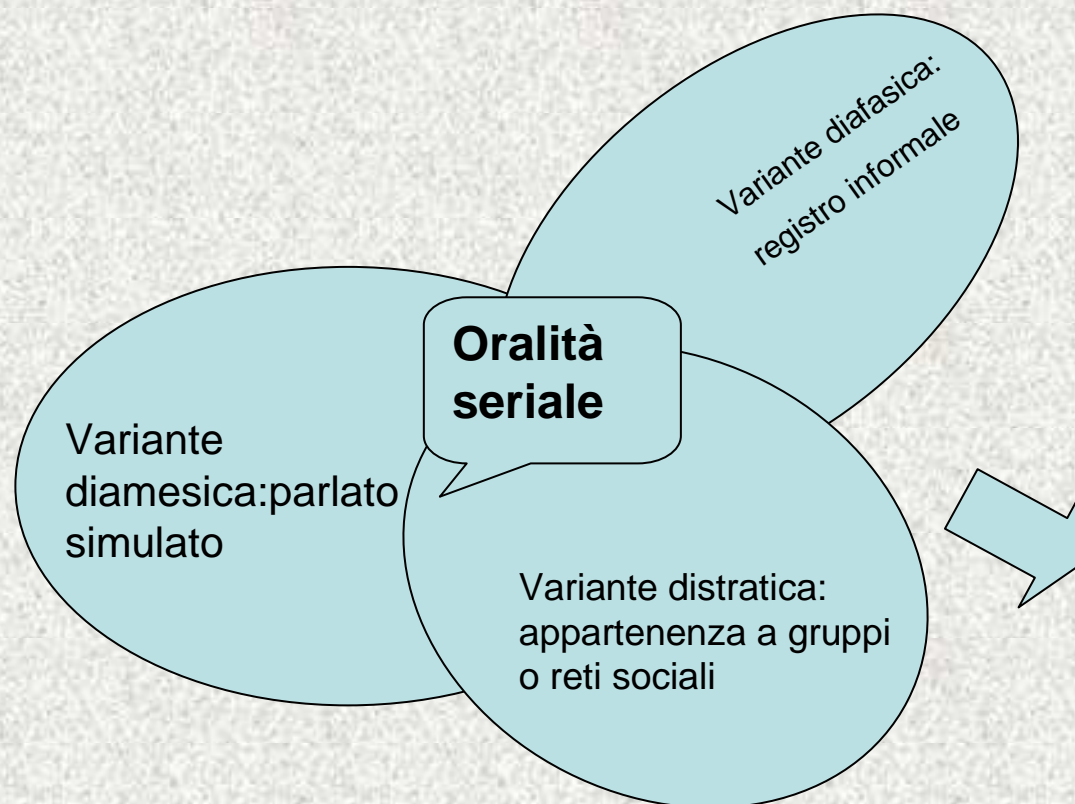 Variante diafasica:
registro informale
Oralità
seriale
Variante
diamesica:parlato
simulato
Variante distratica:
appartenenza a gruppi
o reti sociali